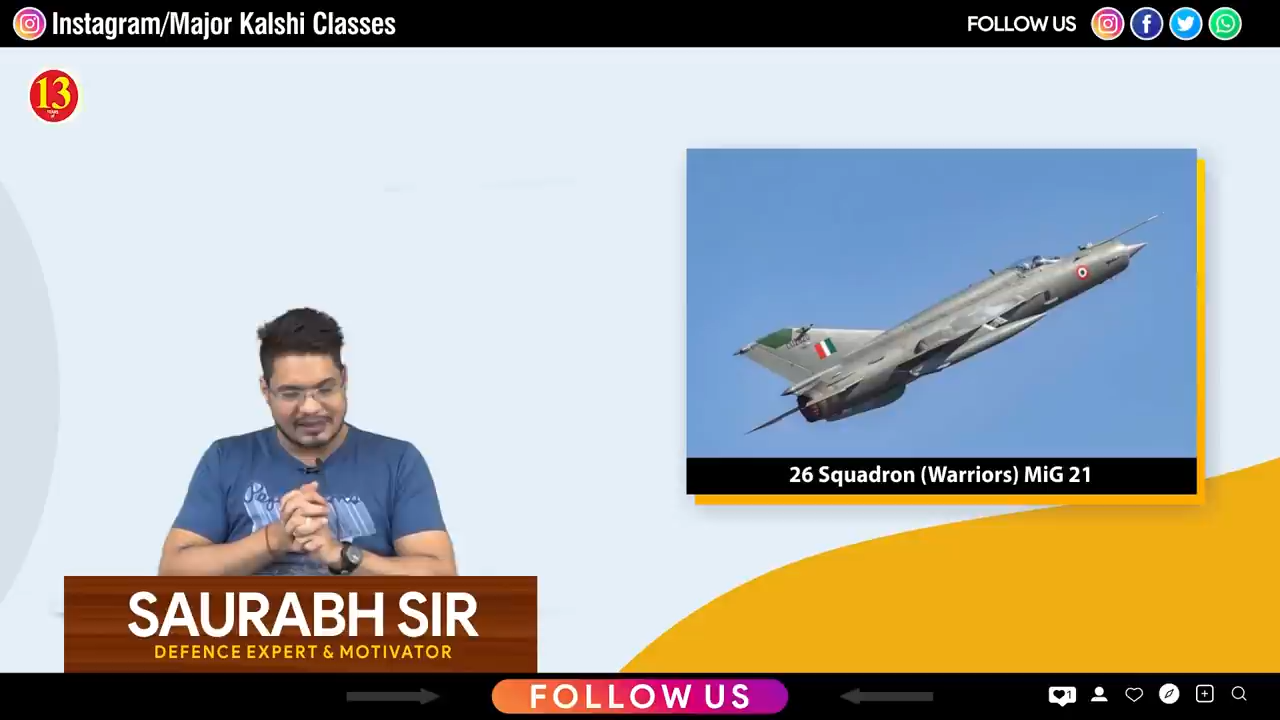 Instagram/Major Kalshi Classes
FOLLOW US
13
26 Squadron (Warriors) MiG 21
SAURABH SIR
DEFENCE EXPERT & MOTIVATOR
FOLLOW US
1